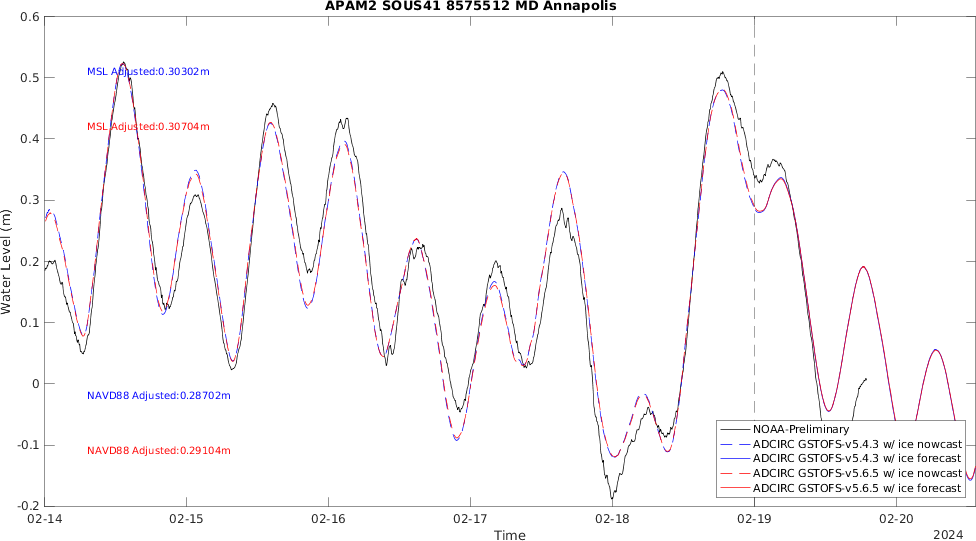 APAM2 SOUS41 8575512 MD Annapolis
0.6
0.5
0.4
0.3
0.2
0.1
0
-0.1
-0.2
Water Level (m)
MSL Adjusted:0.30302m
MSL Adjusted:0.30704m
NAVD88 Adjusted:0.28702m
NAVD88 Adjusted:0.29104m
NOAA-Preliminary
ADCIRC GSTOFS-v5.4.3 w/ ice nowcast
ADCIRC GSTOFS-v5.4.3 w/ ice forecast
ADCIRC GSTOFS-v5.6.5 w/ ice nowcast
ADCIRC GSTOFS-v5.6.5 w/ ice forecast
02-14 02-15 02-16 02-17 02-18 02-19 02-20
Time
2024